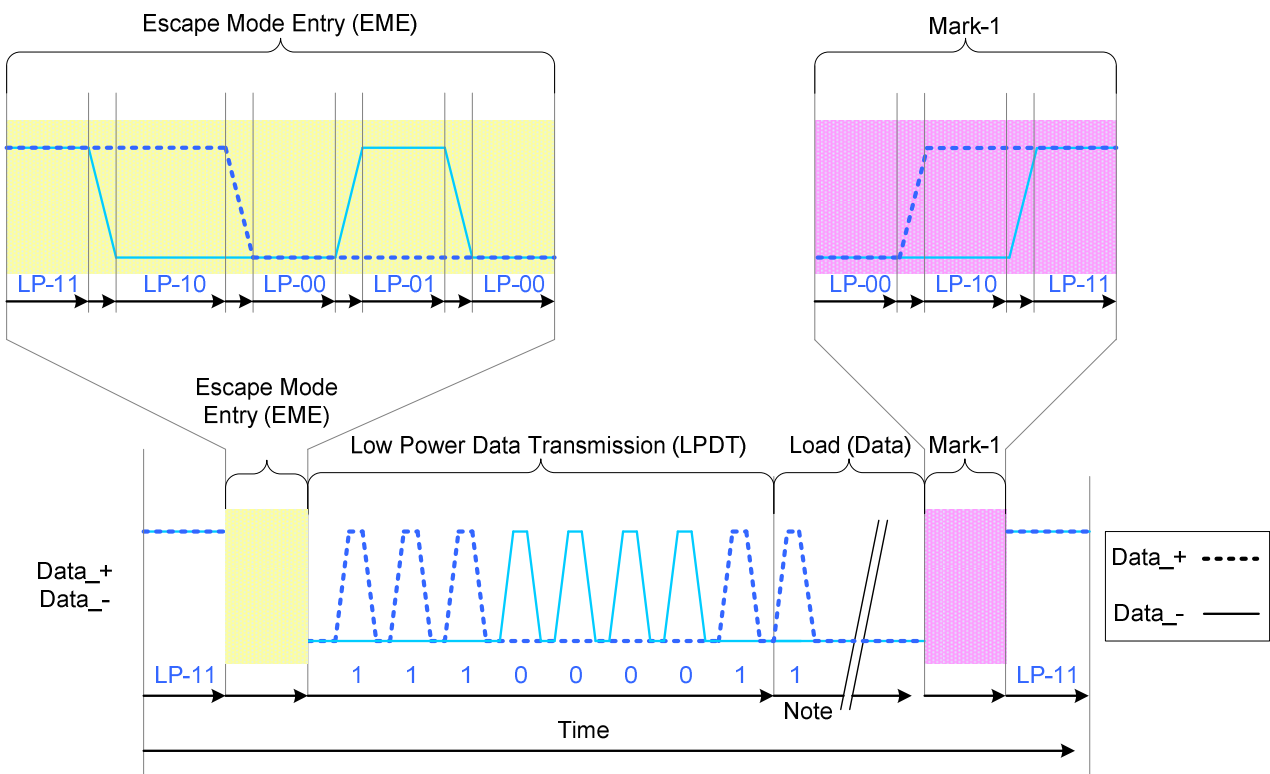 Escape Mode Entry (EME)
Mark-1
LP-11 LP-10 LP-00 LP-01 LP-00
LP-00 LP-10 LP-11
Escape Mode
Entry (EME)
Low Power Data Transmission (LPDT)
Load (Data)
Mark-1
Data_+
Data_-
Data_+
Data_-
LP-11 1 1 1 0 0 0 0 1 1 LP-11
Note
Time